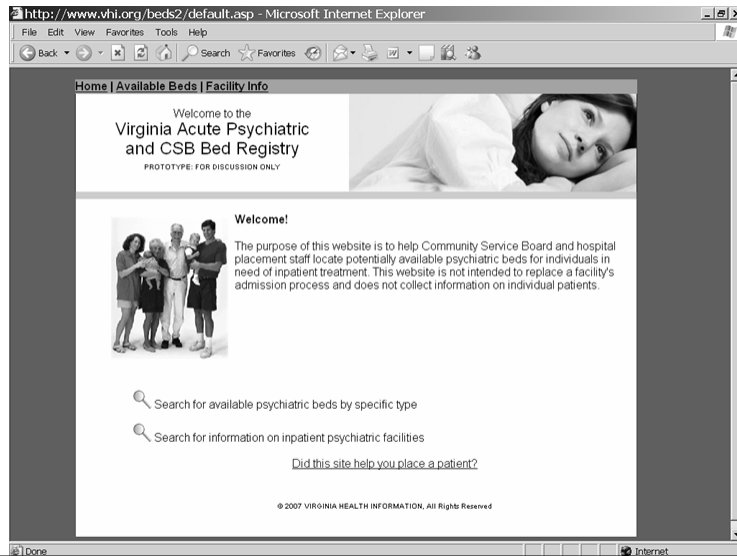 http://www.vhi.org/beds2/default.asp - Microsoft Internet Explorer
File Edit View Favorites Tools Help
Back Search Favorites
Home | Available Beds | Facility Info
Welcome to the
Virginia Acute Psychiatric
and CSB Bed Registry
PROTOTYPE: FOR DISCUSSION ONLY
Welcome!
The purpose of this website is to help Community Service Board and hospital
placement staff locate potentially available psychiatric beds for individuals in
need of inpatient treatment. This website is not intended to replace a facility's
admission process and does not collect information on individual patients.
Search for available psychiatric beds by specific type
Search for information on inpatient psychiatric facilities
Did this site help you place a patient?
© 2007 VIRGINIA HEALTH INFORMATION, All Rights Reserved
Done Internet